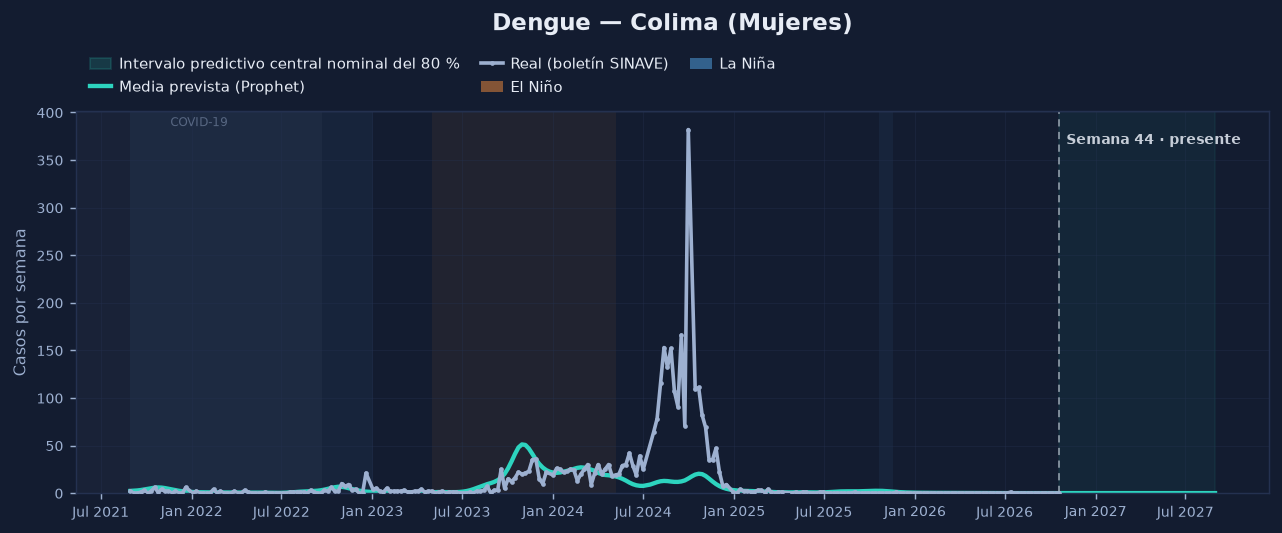 Dengue — Colima (Mujeres)
Intervalo predictivo central nominal del 80 %
Media prevista (Prophet)
Real (boletín SINAVE)
El Niño
La Niña
COVID-19
Semana 44 · presente
Casos por semana
400
350
300
250
200
150
100
50
0
Jul 2021 Jan 2022 Jul 2022 Jan 2023 Jul 2023 Jan 2024 Jul 2024 Jan 2025 Jul 2025 Jan 2026 Jul 2026 Jan 2027 Jul 2027